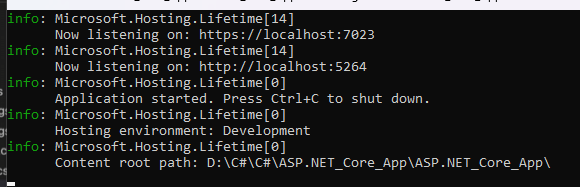 info: Microsoft.Hosting.Lifetime[14]
Now listening on: https://localhost:7023
info: Microsoft.Hosting.Lifetime[14]
Now listening on: http://localhost:5264
info: Microsoft.Hosting.Lifetime[0]
Application started. Press Ctrl+C to shut down.
info: Microsoft.Hosting.Lifetime[0]
Hosting environment: Development
info: Microsoft.Hosting.Lifetime[0]
Content root path: D:\C#\C#\ASP.NET_Core_App\ASP.NET_Core_App\